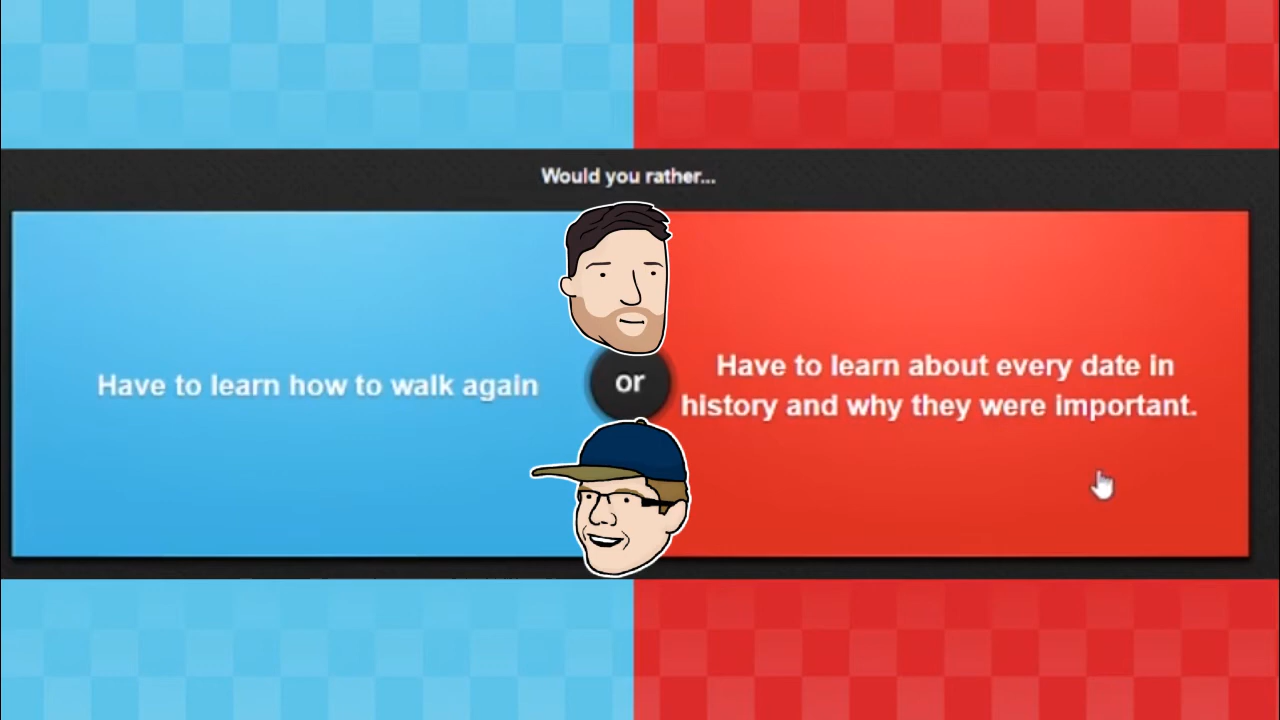 Would you rather...
Have to learn how to walk again
or
Have to learn about every date in
history and why they were important.